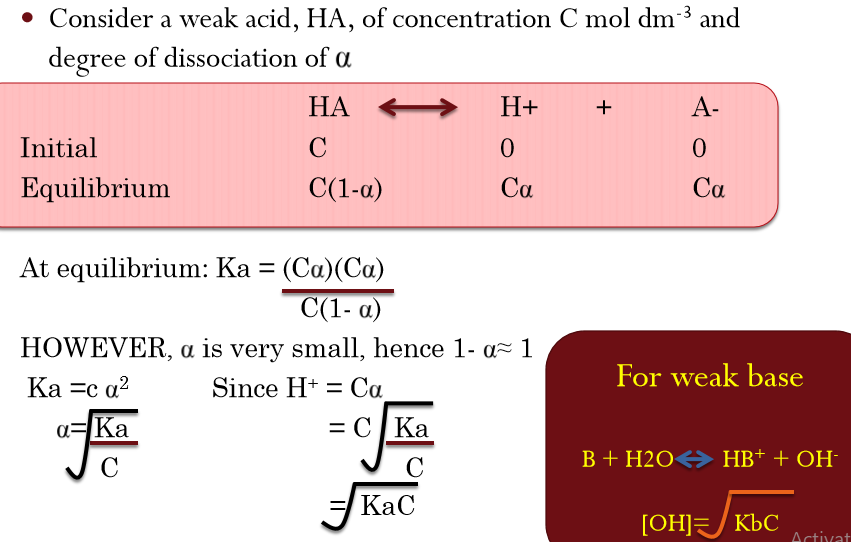 • Consider a weak acid, HA, of concentration C mol dm⁻³ and
degree of dissociation of α
HA ⟷ H+ + A-
Initial C 0 0
Equilibrium C(1-α) Cα Cα
At equilibrium: Ka = (Cα)(Cα)
C(1- α)
HOWEVER, α is very small, hence 1- α≈ 1
Ka =c α² Since H⁺ = Cα
α=√Ka = C √Ka
C C
=√KaC
For weak base
B + H2O⟺ HB⁺ + OH⁻
[OH]=√KbC
Activat